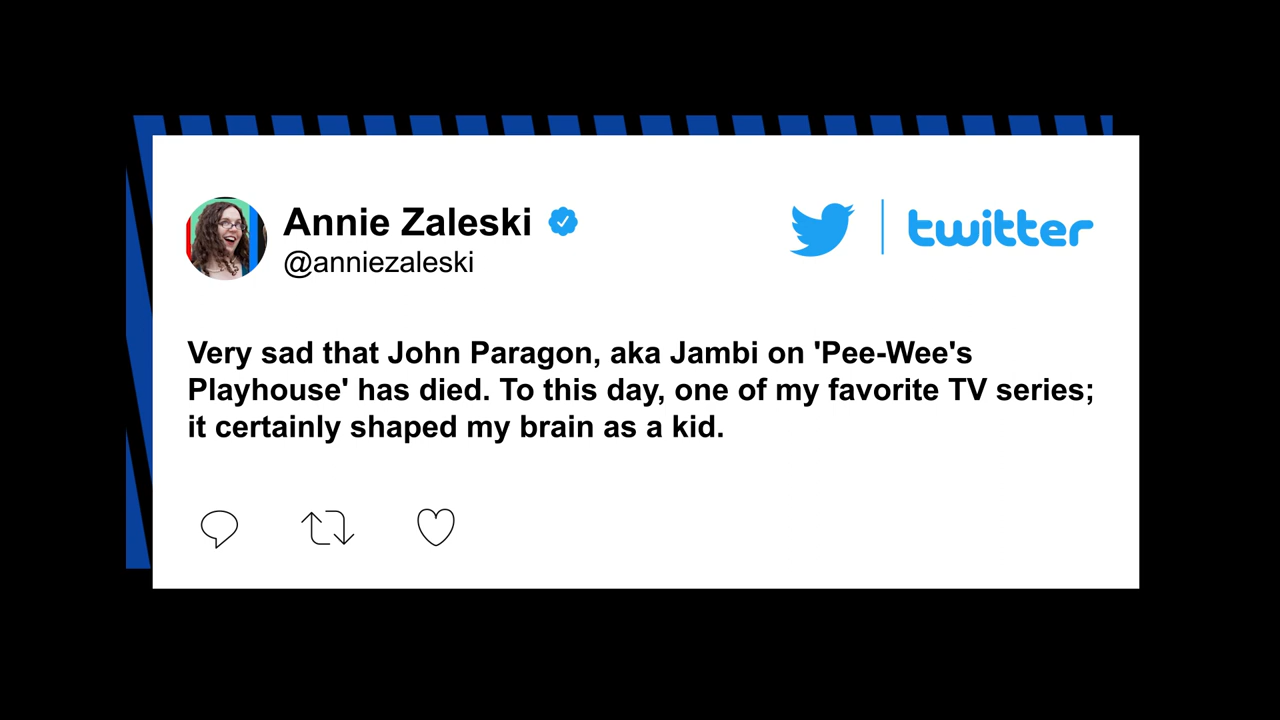 Annie Zaleski
@anniezaleski
twitter
Very sad that John Paragon, aka Jambi on 'Pee-Wee's
Playhouse' has died. To this day, one of my favorite TV series;
it certainly shaped my brain as a kid.